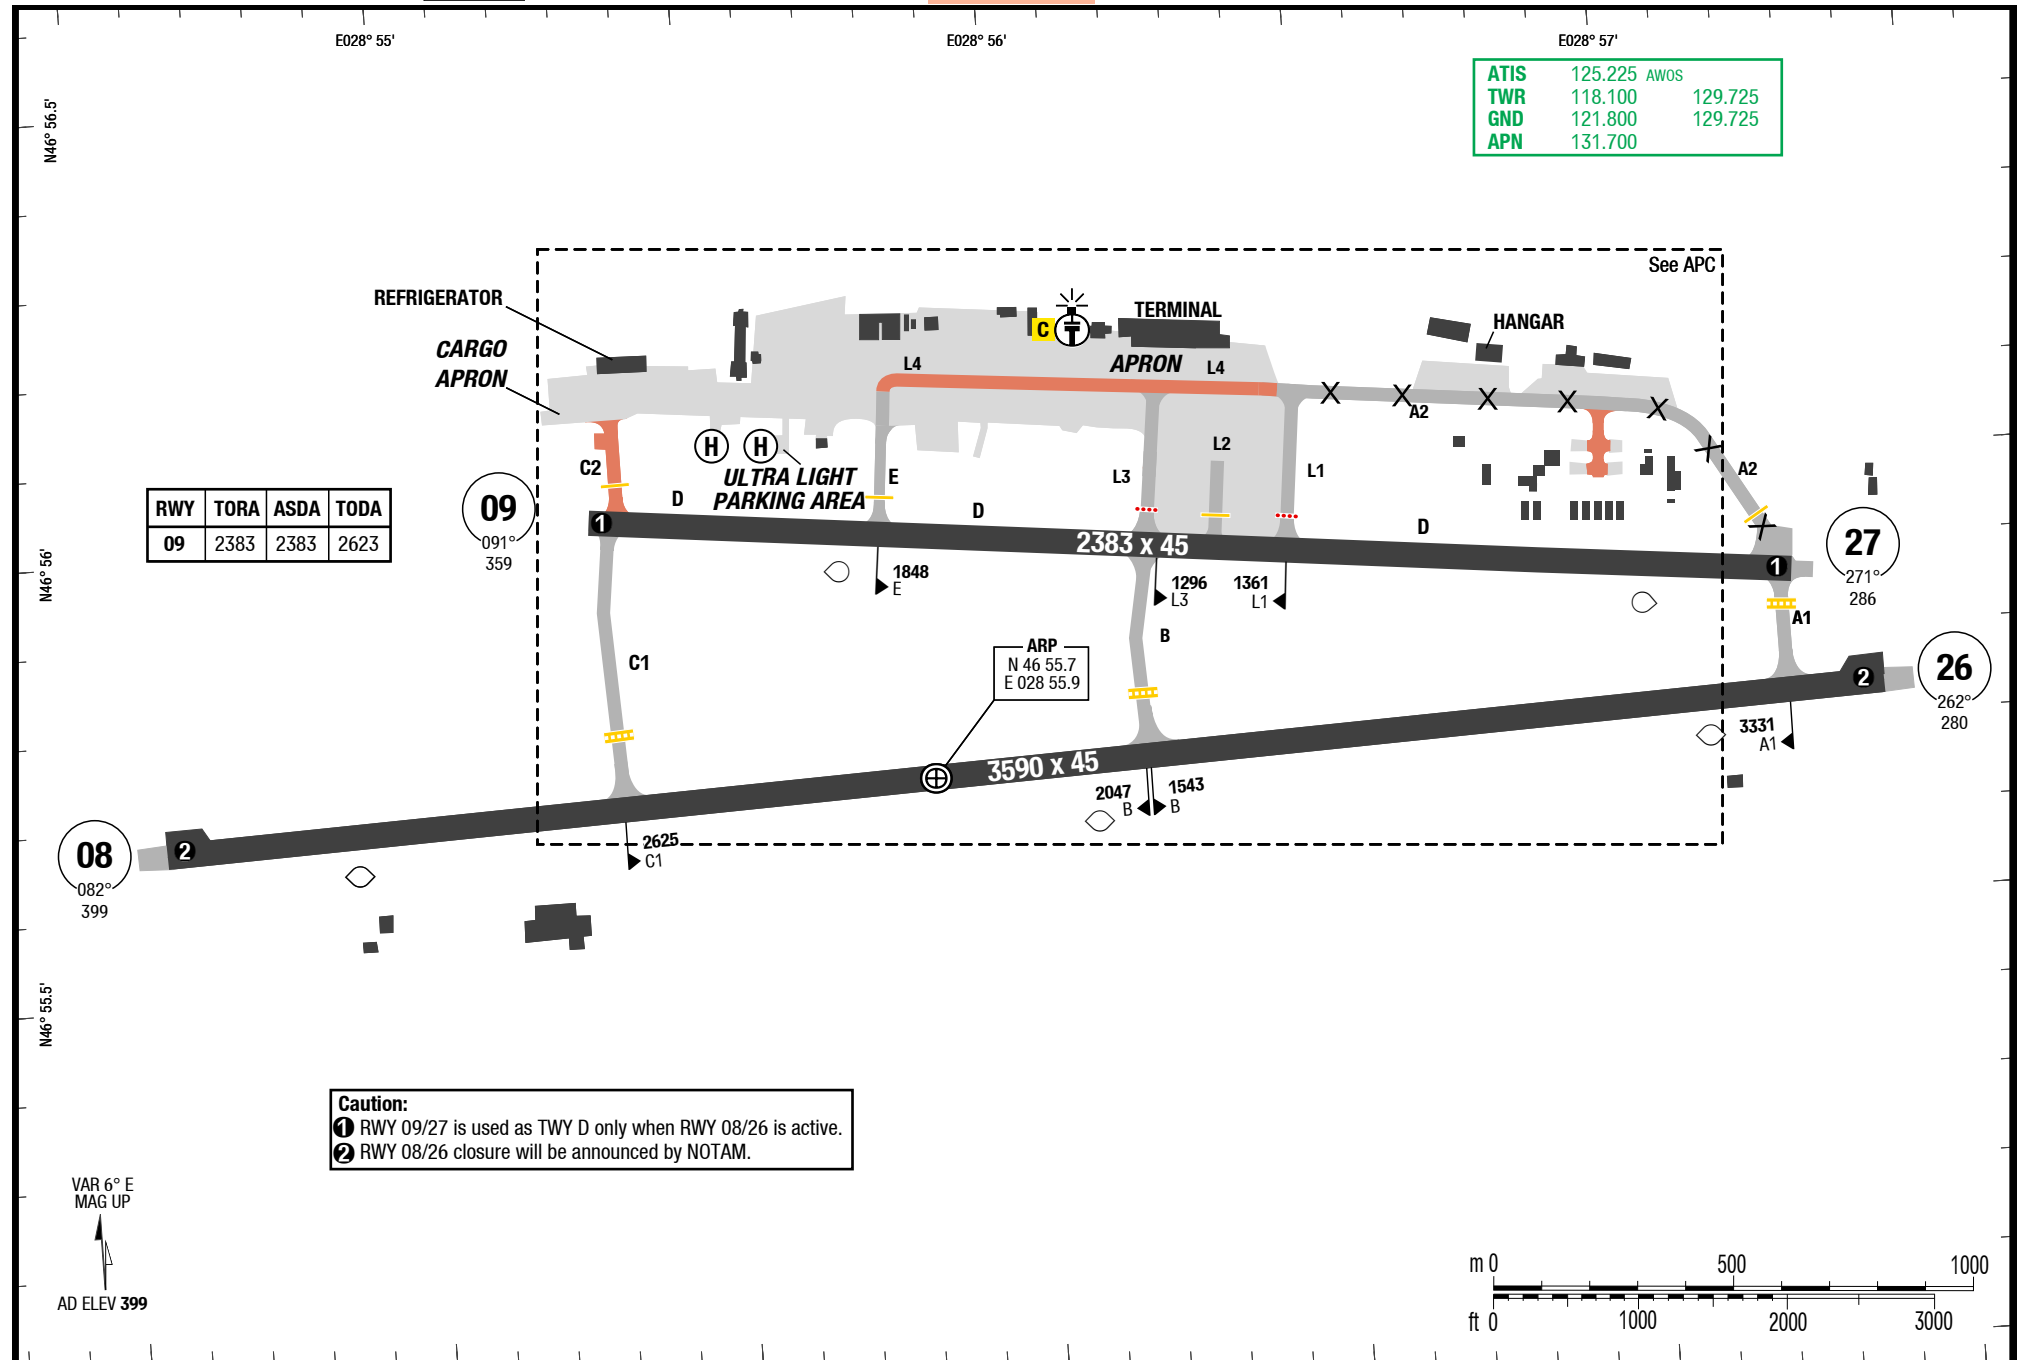 E028° 55'
E028° 56'
E028° 57'
ATIS 125.225 AWOS
TWR 118.100 129.725
GND 121.800 129.725
APN 131.700
N46° 56.5'
See APC
REFRIGERATOR
TERMINAL
HANGAR
C
CARGO
APRON
L4
APRON
L4
A2
H
H
L2
C2
ULTRA LIGHT
PARKING AREA
E
L3
L1
A2
D
D
D
RWY TORA ASDA TODA
09 2383 2383 2623
09
091°
359
1
2383 x 45
27
271°
286
1
N46° 56'
1848
E
1296
L3
1361
L1
A1
B
C1
ARP
N 46 55.7
E 028 55.9
26
262°
280
2
3331
A1
3590 x 45
2047
B
1543
B
2625
C1
08
082°
399
2
N46° 55.5'
Caution:
1 RWY 09/27 is used as TWY D only when RWY 08/26 is active.
2 RWY 08/26 closure will be announced by NOTAM.
VAR 6° E
MAG UP
AD ELEV 399
m 0 500 1000
ft 0 1000 2000 3000